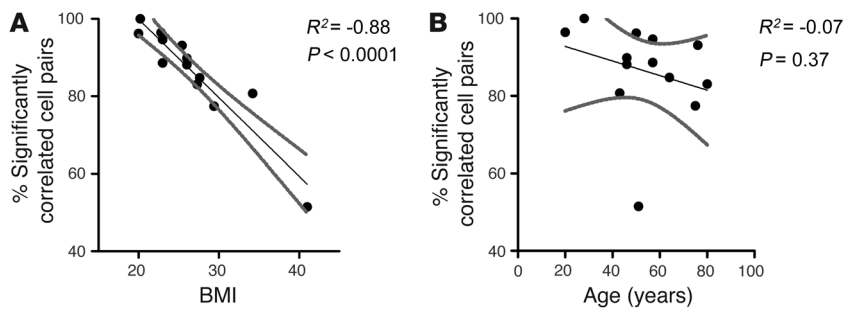 A
R² = -0.88
P < 0.0001
% Significantly
correlated cell pairs
100
80
60
40
20
30
40
BMI
B
R² = -0.07
P = 0.37
% Significantly
correlated cell pairs
100
80
60
40
0
20
40
60
80
100
Age (years)